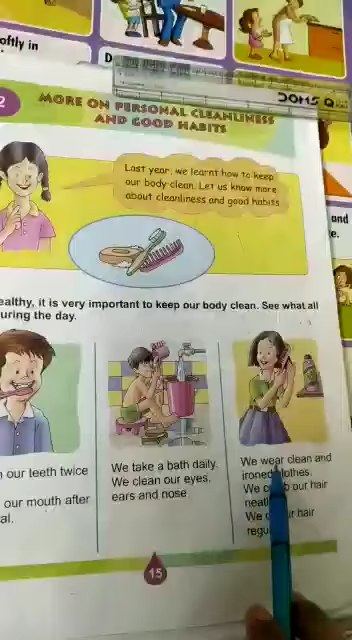 oftly in
D
DOMS
2
MORE ON PERSONAL CLEANLINESS
AND GOOD HABITS
Last year, we learnt how to keep
our body clean. Let us know more
about cleanliness and good habits
and
e.
ealthy, it is very important to keep our body clean. See what all
uring the day.
our teeth twice
our mouth after
al.
We take a bath daily.
We clean our eyes,
ears and nose
We wear clean and
ironed clothes.
We our hair
We hair
15